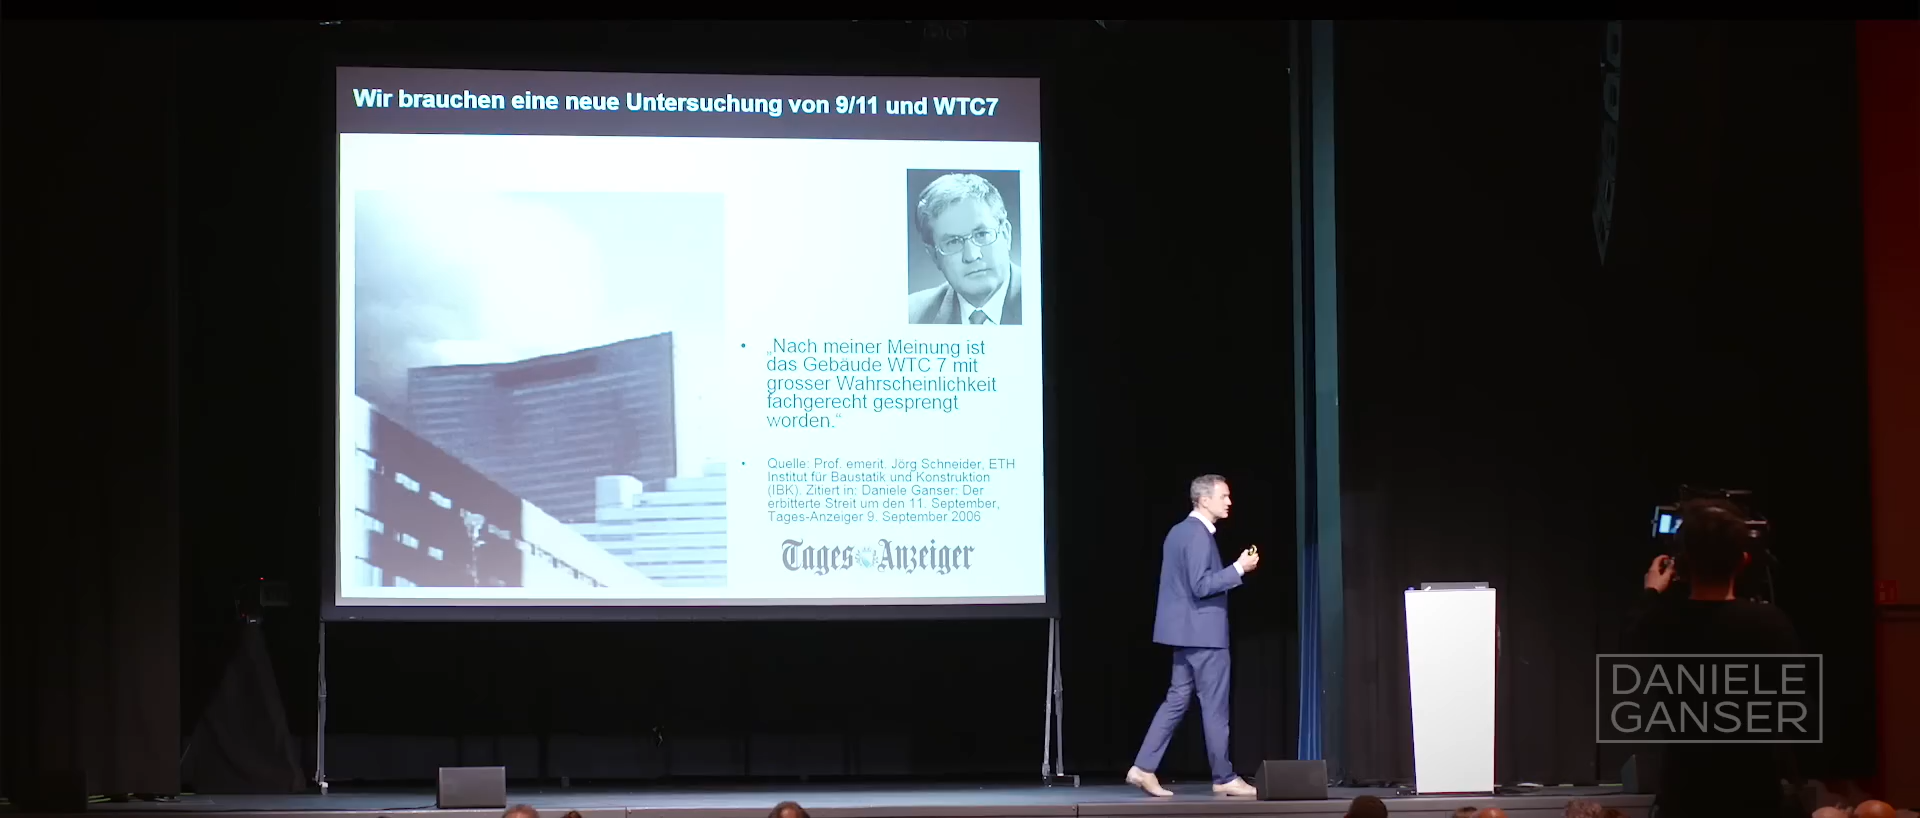 Wir brauchen eine neue Untersuchung von 9/11 und WTC7
• „Nach meiner Meinung ist
das Gebäude WTC 7 mit
grosser Wahrscheinlichkeit
fachgerecht gesprengt
worden.“
• Quelle: Prof. emerit. Jörg Schneider, ETH
Institut für Baustatik und Konstruktion
(IBK). Zitiert in: Daniele Ganser: Der
erbitterte Streit um den 11. September,
Tages-Anzeiger 9. September 2006
Tages Anzeiger
DANIELE
GANSER